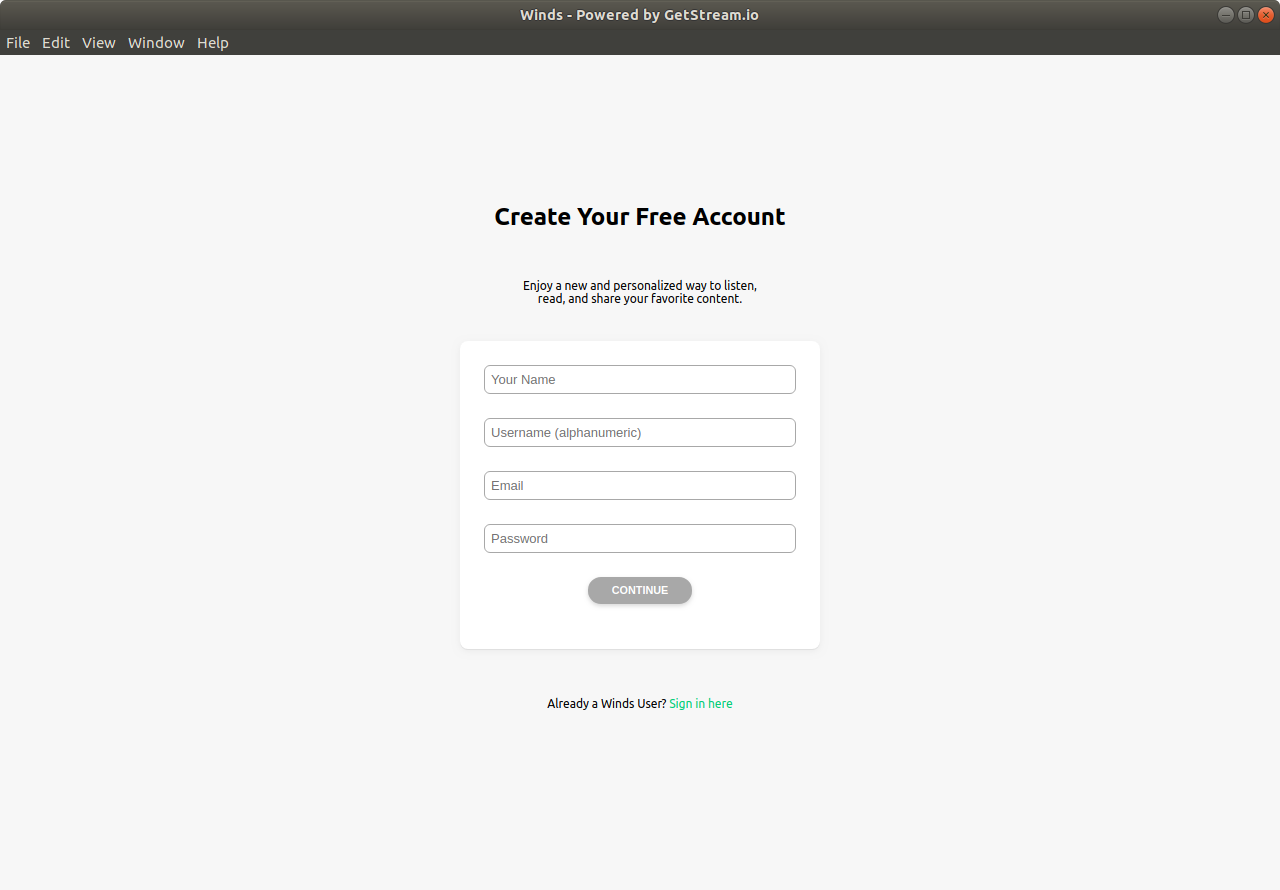 Winds - Powered by GetStream.io
File Edit View Window Help
Create Your Free Account
Enjoy a new and personalized way to listen,
read, and share your favorite content.
Your Name
Username (alphanumeric)
Email
Password
CONTINUE
Already a Winds User? Sign in here